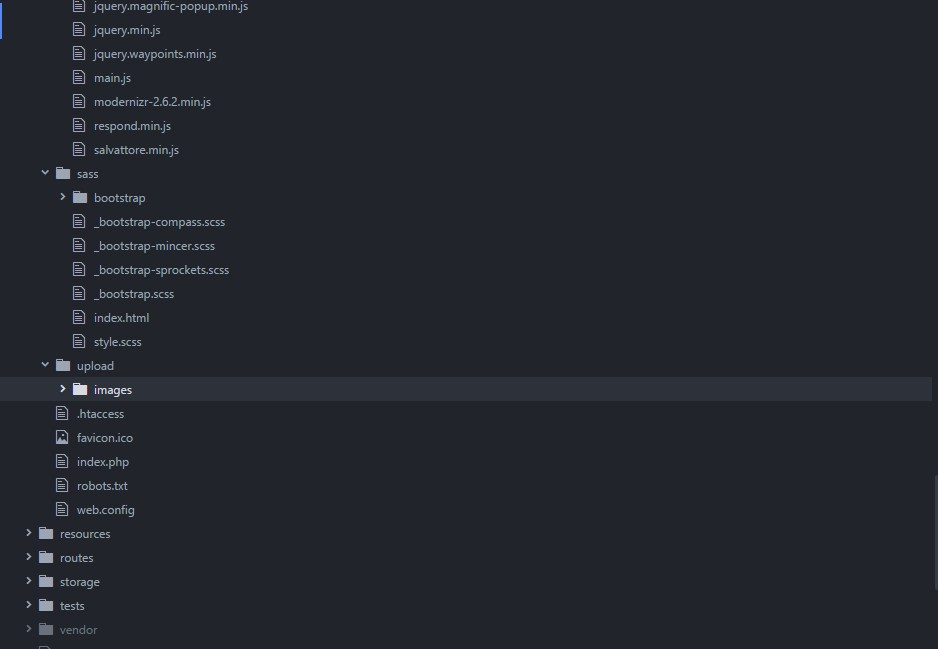 jquery.magnific-popup.min.js
jquery.min.js
jquery.waypoints.min.js
main.js
modernizr-2.6.2.min.js
respond.min.js
salvattore.min.js
sass
bootstrap
_bootstrap-compass.scss
_bootstrap-mincer.scss
_bootstrap-sprockets.scss
_bootstrap.scss
index.html
style.scss
upload
images
.htaccess
favicon.ico
index.php
robots.txt
web.config
resources
routes
storage
tests
vendor